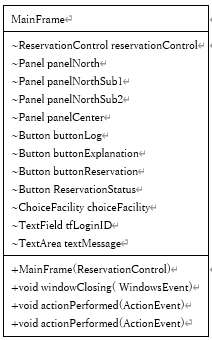 MainFrame
~ReservationControl reservationControl
~Panel panelNorth
~Panel panelNorthSub1
~Panel panelNorthSub2
~Panel panelCenter
~Button buttonLog
~Button buttonExplanation
~Button buttonReservation
~Button ReservationStatus
~ChoiceFacility choiceFacility
~TextField tfLoginID
~TextArea textMessage
+MainFrame(ReservationControl)
+void windowClosing( WindowsEvent)
+void actionPerformed(ActionEvent)
+void actionPerformed(ActionEvent)